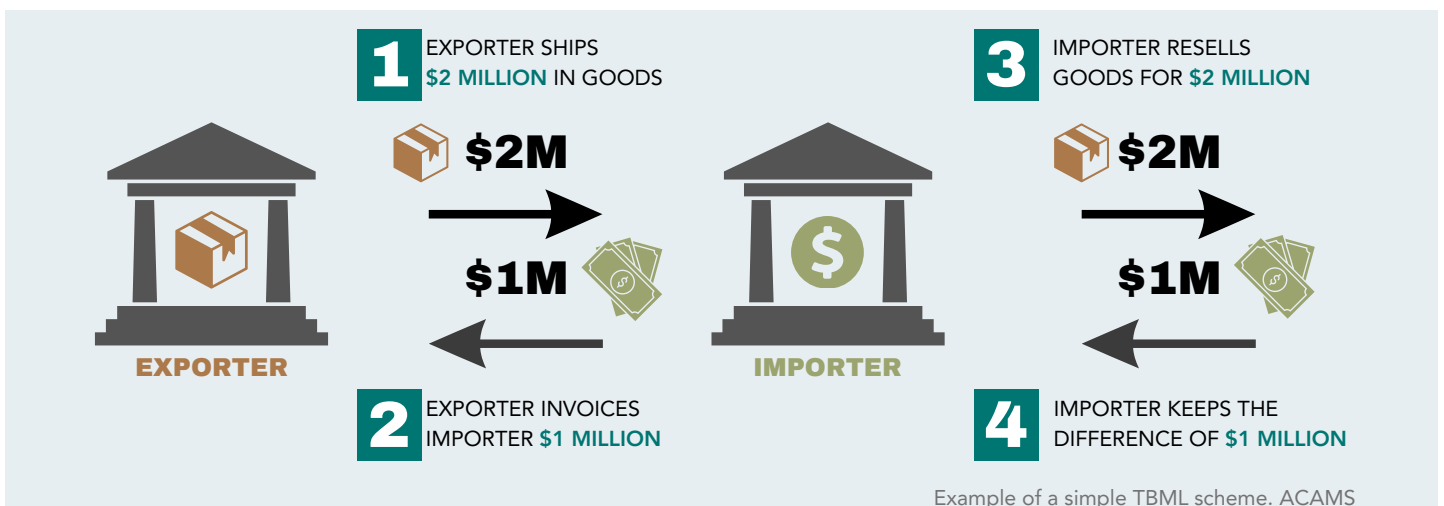 1
EXPORTER SHIPS
$2 MILLION IN GOODS
$2M
$1M
EXPORTER
2
EXPORTER INVOICES
IMPORTER $1 MILLION
$
IMPORTER
3
IMPORTER RESELLS
GOODS FOR $2 MILLION
$2M
$1M
4
IMPORTER KEEPS THE
DIFFERENCE OF $1 MILLION
Example of a simple TBML scheme. ACAMS